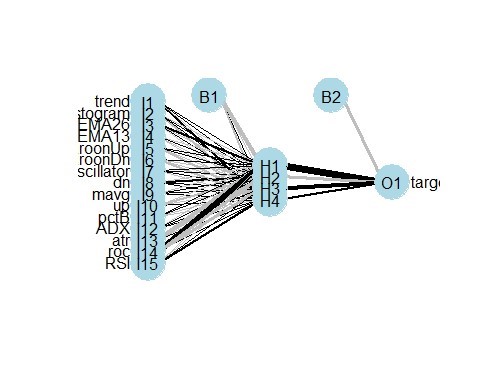 trend I1
togram I2
EMA26 I3
EMA13 I4
roonUp I5
roonDn I6
scillator I7
dn I8
mavg I9
up I10
pctB I11
ADX I12
atr I13
roc I14
RSI I15
B1
B2
H1
H2
H3
H4
O1 targe